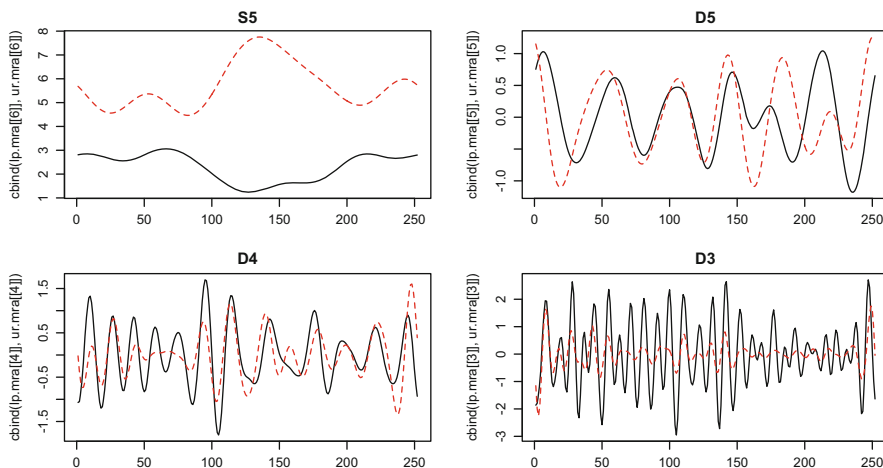 S5
cbind((lp.mra[[6]], ur.mra[[6]])
8
7
6
5
4
3
2
1
0 50 100 150 200 250
D5
cbind((lp.mra[[5]], ur.mra[[5]])
1.0
0.5
0.0
-1.0
0 50 100 150 200 250
D4
cbind((lp.mra[[4]], ur.mra[[4]])
1.5
0.5
-0.5
-1.5
0 50 100 150 200 250
D3
cbind((lp.mra[[3]], ur.mra[[3]])
2
1
0
-1
-2
-3
0 50 100 150 200 250